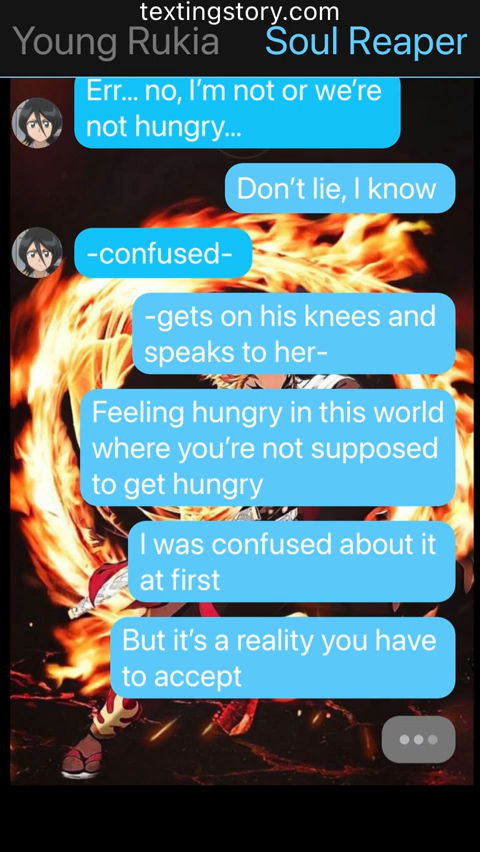 textingstory.com
Young Rukia Soul Reaper
Err... no, I’m not or we’re
not hungry...
Don’t lie, I know
-confused-
-gets on his knees and
speaks to her-
Feeling hungry in this world
where you’re not supposed
to get hungry
I was confused about it
at first
But it’s a reality you have
to accept